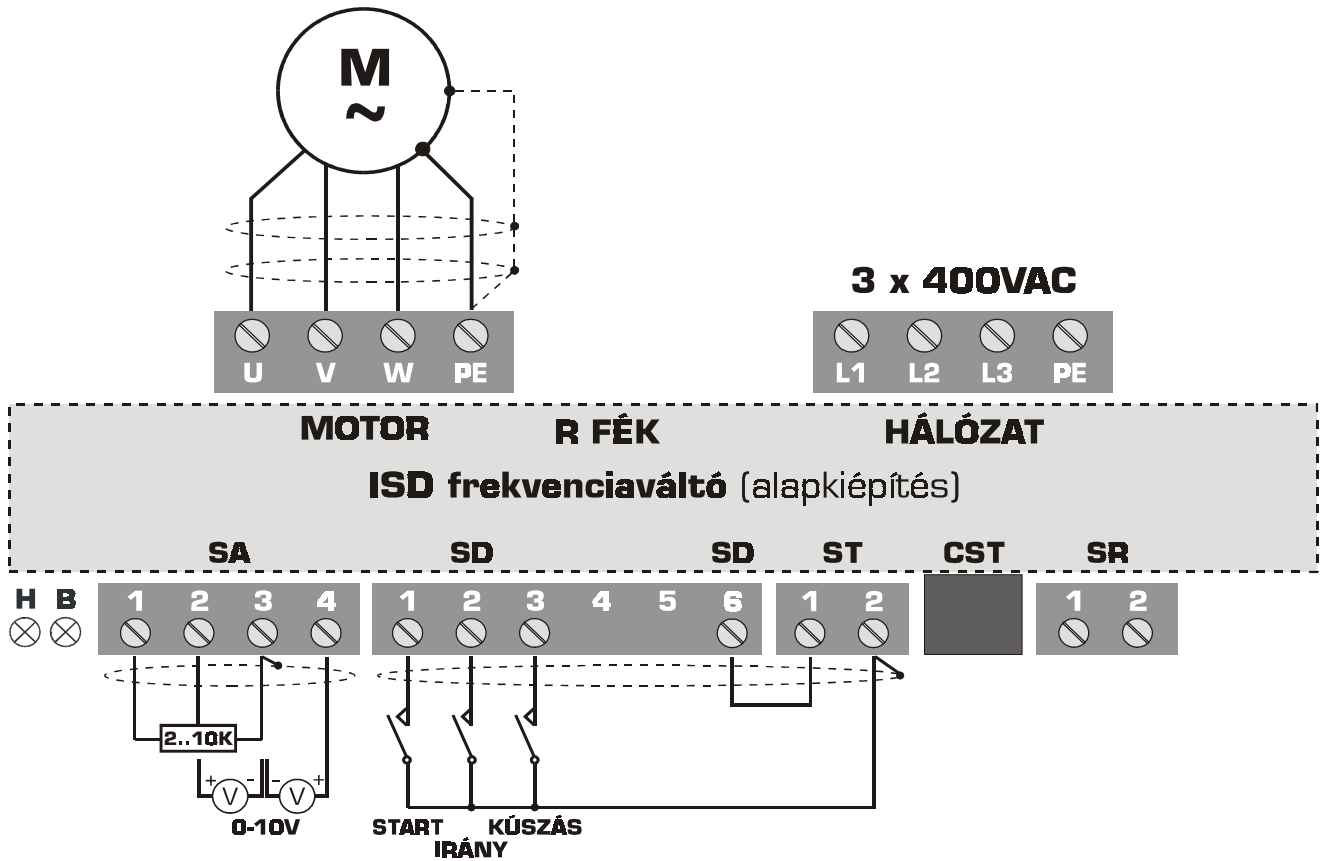 M
~
3 x 400VAC
U V W PE
L1 L2 L3 PE
MOTOR R FÉK HÁLÓZAT
ISD frekvenciaváltó (alapkiépítés)
SA SD SD ST CST SR
H B 1 2 3 4 1 2 3 4 5 6 1 2 1 2
2..10K
+ - - +
V V
0-10V
START KÚSZÁS
IRÁNY